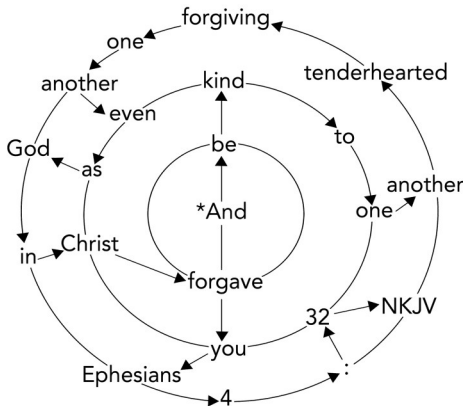 *And
be
kind
to
one
another
tenderhearted
forgiving
one
another
even
as
God
in
Christ
forgave
you
Ephesians
4
:
32
NKJV